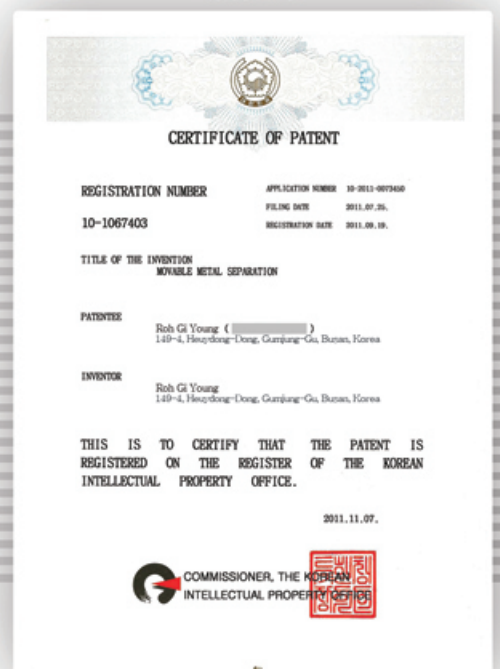 CERTIFICATE OF PATENT
REGISTRATION NUMBER
10-1067403
APPLICATION NUMBER 10-2011-0073450
FILING DATE 2011.07.25.
REGISTRATION DATE 2011.09.19.
TITLE OF THE INVENTION
MOVABLE METAL SEPARATION
PATENTEE
Roh Gi Young ( )
149-4, Heuydong-Dong, Gumjung-Gu, Busan, Korea
INVENTOR
Roh Gi Young
149-4, Heuydong-Dong, Gumjung-Gu, Busan, Korea
THIS IS TO CERTIFY THAT THE PATENT IS
REGISTERED ON THE REGISTER OF THE KOREAN
INTELLECTUAL PROPERTY OFFICE.
2011.11.07.
COMMISSIONER, THE KOREAN
INTELLECTUAL PROPERTY OFFICE